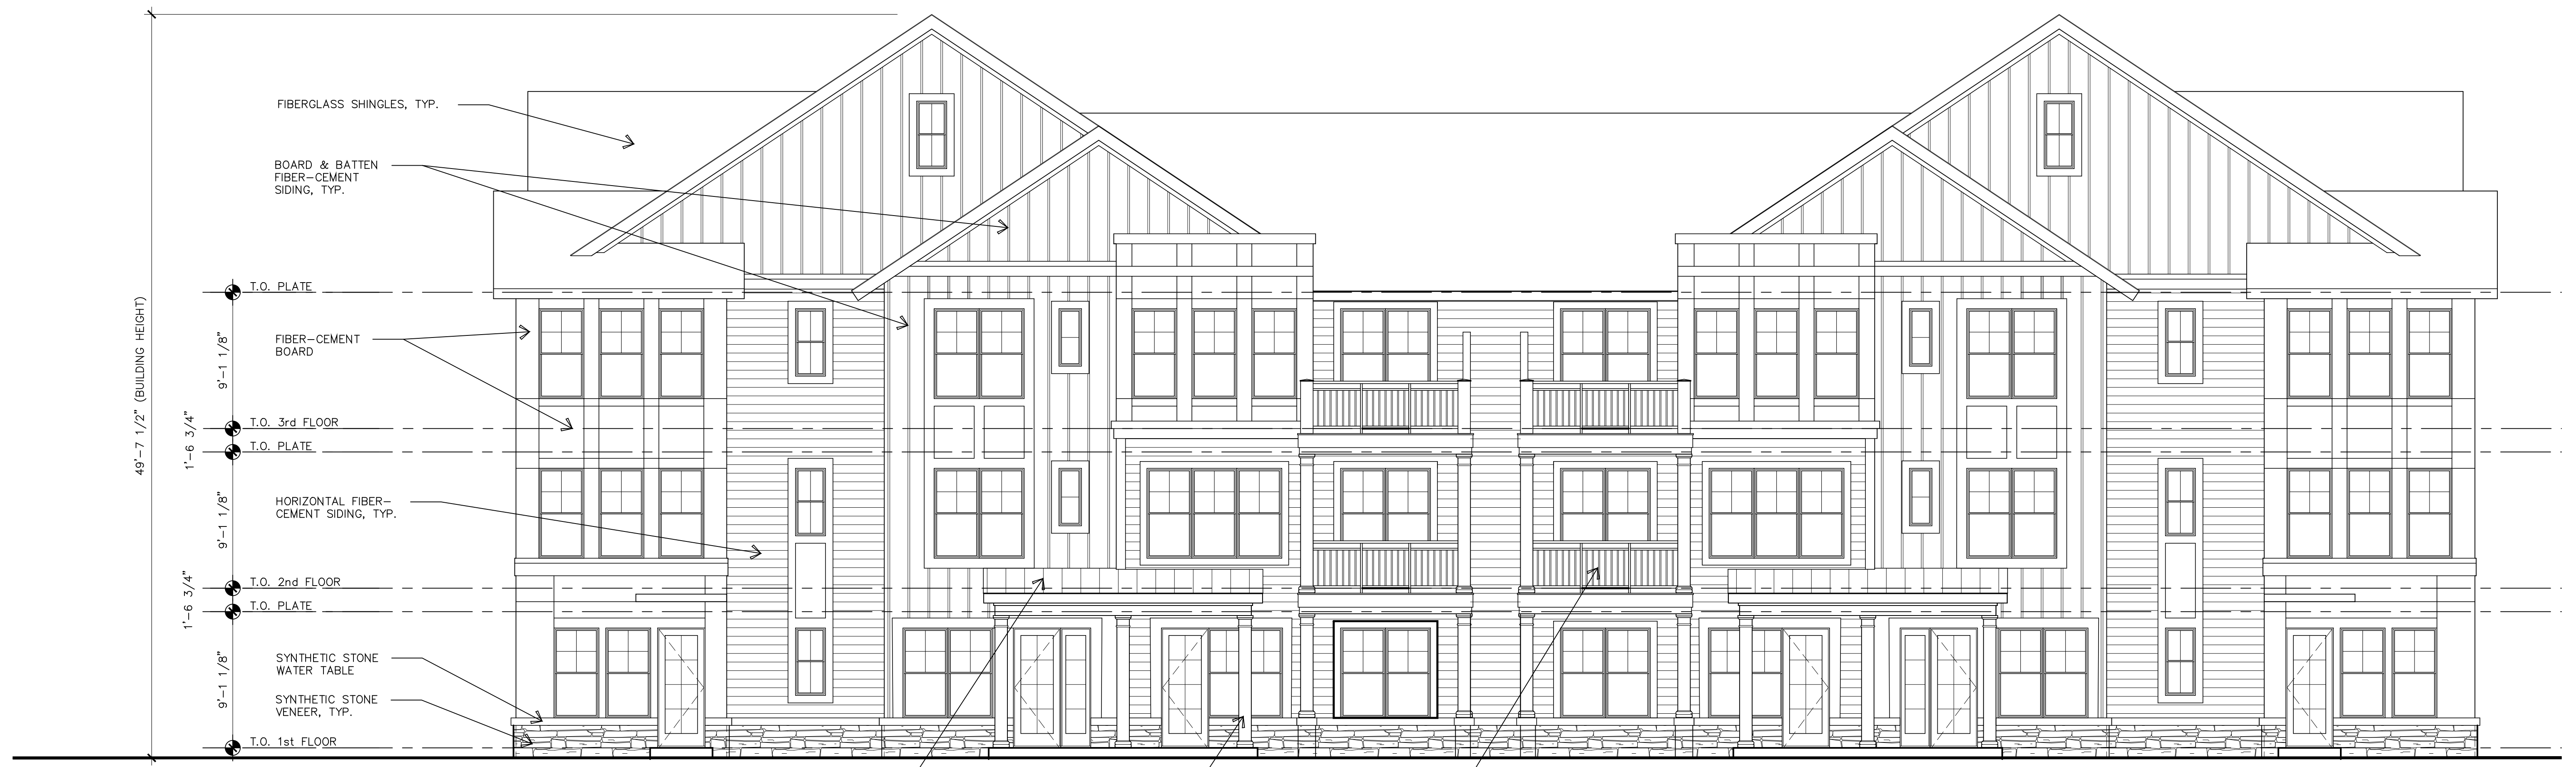 FIBERGLASS SHINGLES, TYP.
BOARD & BATTEN
FIBER-CEMENT
SIDING, TYP.
T.O. PLATE
49'-7 1/2" (BUILDING HEIGHT)
9'-1 1/8"
FIBER-CEMENT
BOARD
1'-6 3/4"
T.O. 3rd FLOOR
T.O. PLATE
9'-1 1/8"
HORIZONTAL FIBER-
CEMENT SIDING, TYP.
1'-6 3/4"
T.O. 2nd FLOOR
T.O. PLATE
9'-1 1/8"
SYNTHETIC STONE
WATER TABLE
SYNTHETIC STONE
VENEER, TYP.
T.O. 1st FLOOR